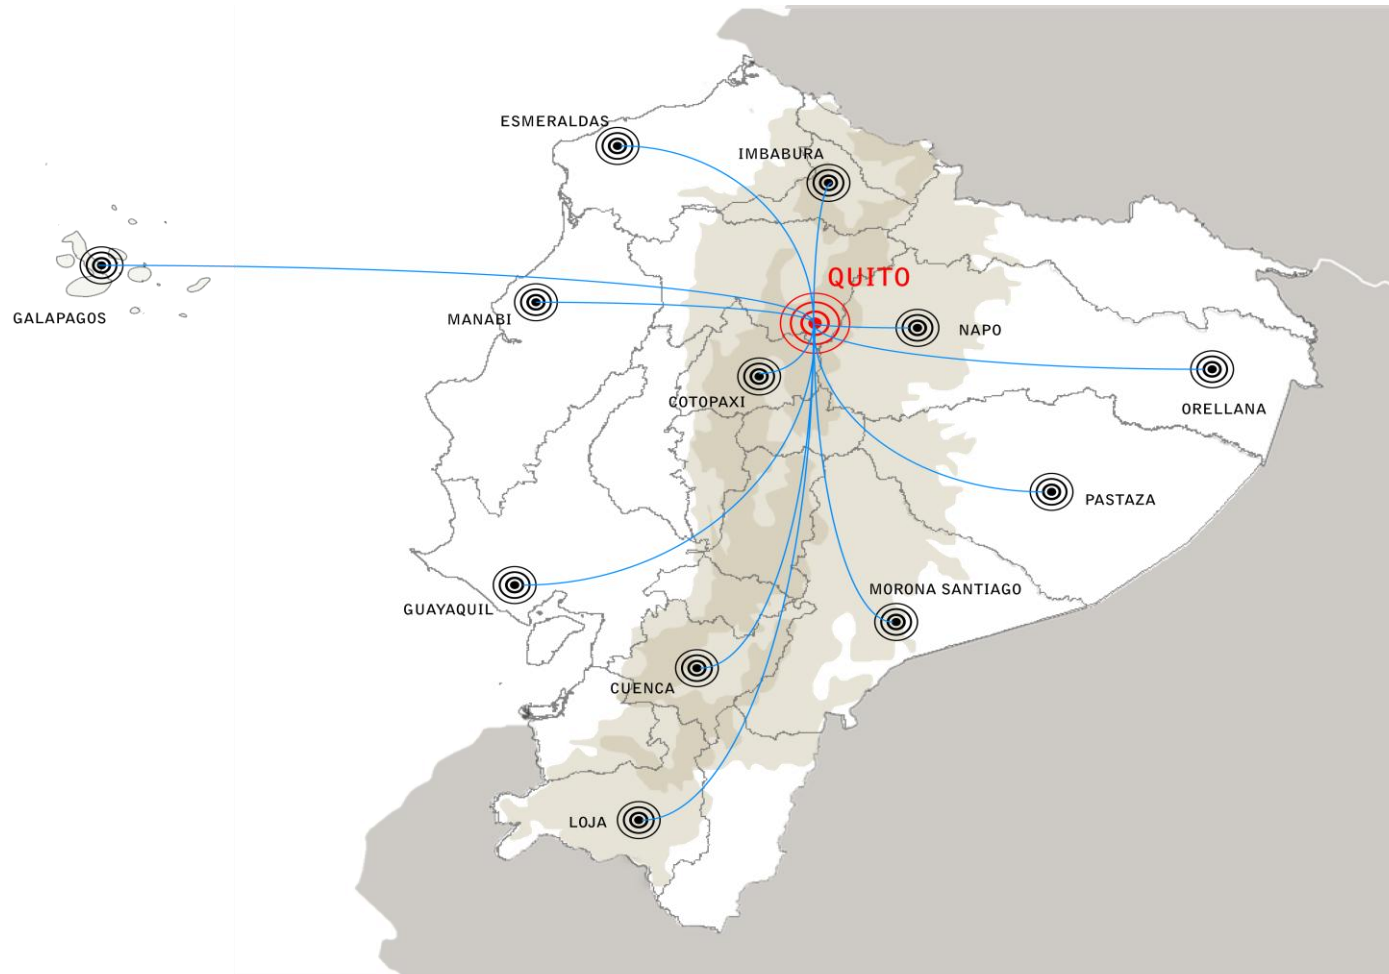 ESMERALDAS
IMBABURA
QUITO
GALAPAGOS
MANABI
NAPO
COTOPAXI
ORELLANA
PASTAZA
MORONA SANTIAGO
GUAYAQUIL
CUENCA
LOJA